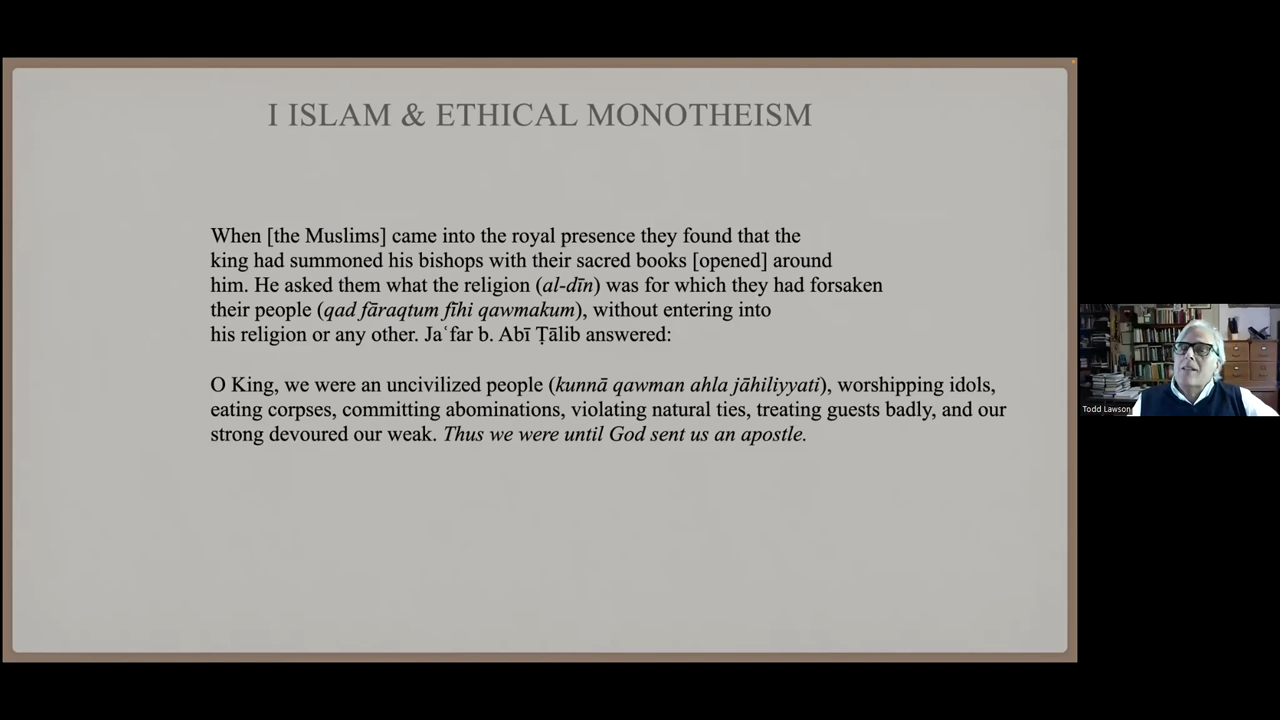 I ISLAM & ETHICAL MONOTHEISM
When [the Muslims] came into the royal presence they found that the
king had summoned his bishops with their sacred books [opened] around
him. He asked them what the religion (al-dīn) was for which they had forsaken
their people (qad fāraqtum fīhi qawmakum), without entering into
his religion or any other. Jaʿfar b. Abī Ṭālib answered:
O King, we were an uncivilized people (kunnā qawman ahla jāhiliyyati), worshipping idols,
eating corpses, committing abominations, violating natural ties, treating guests badly, and our
strong devoured our weak. Thus we were until God sent us an apostle.
Todd Lawson